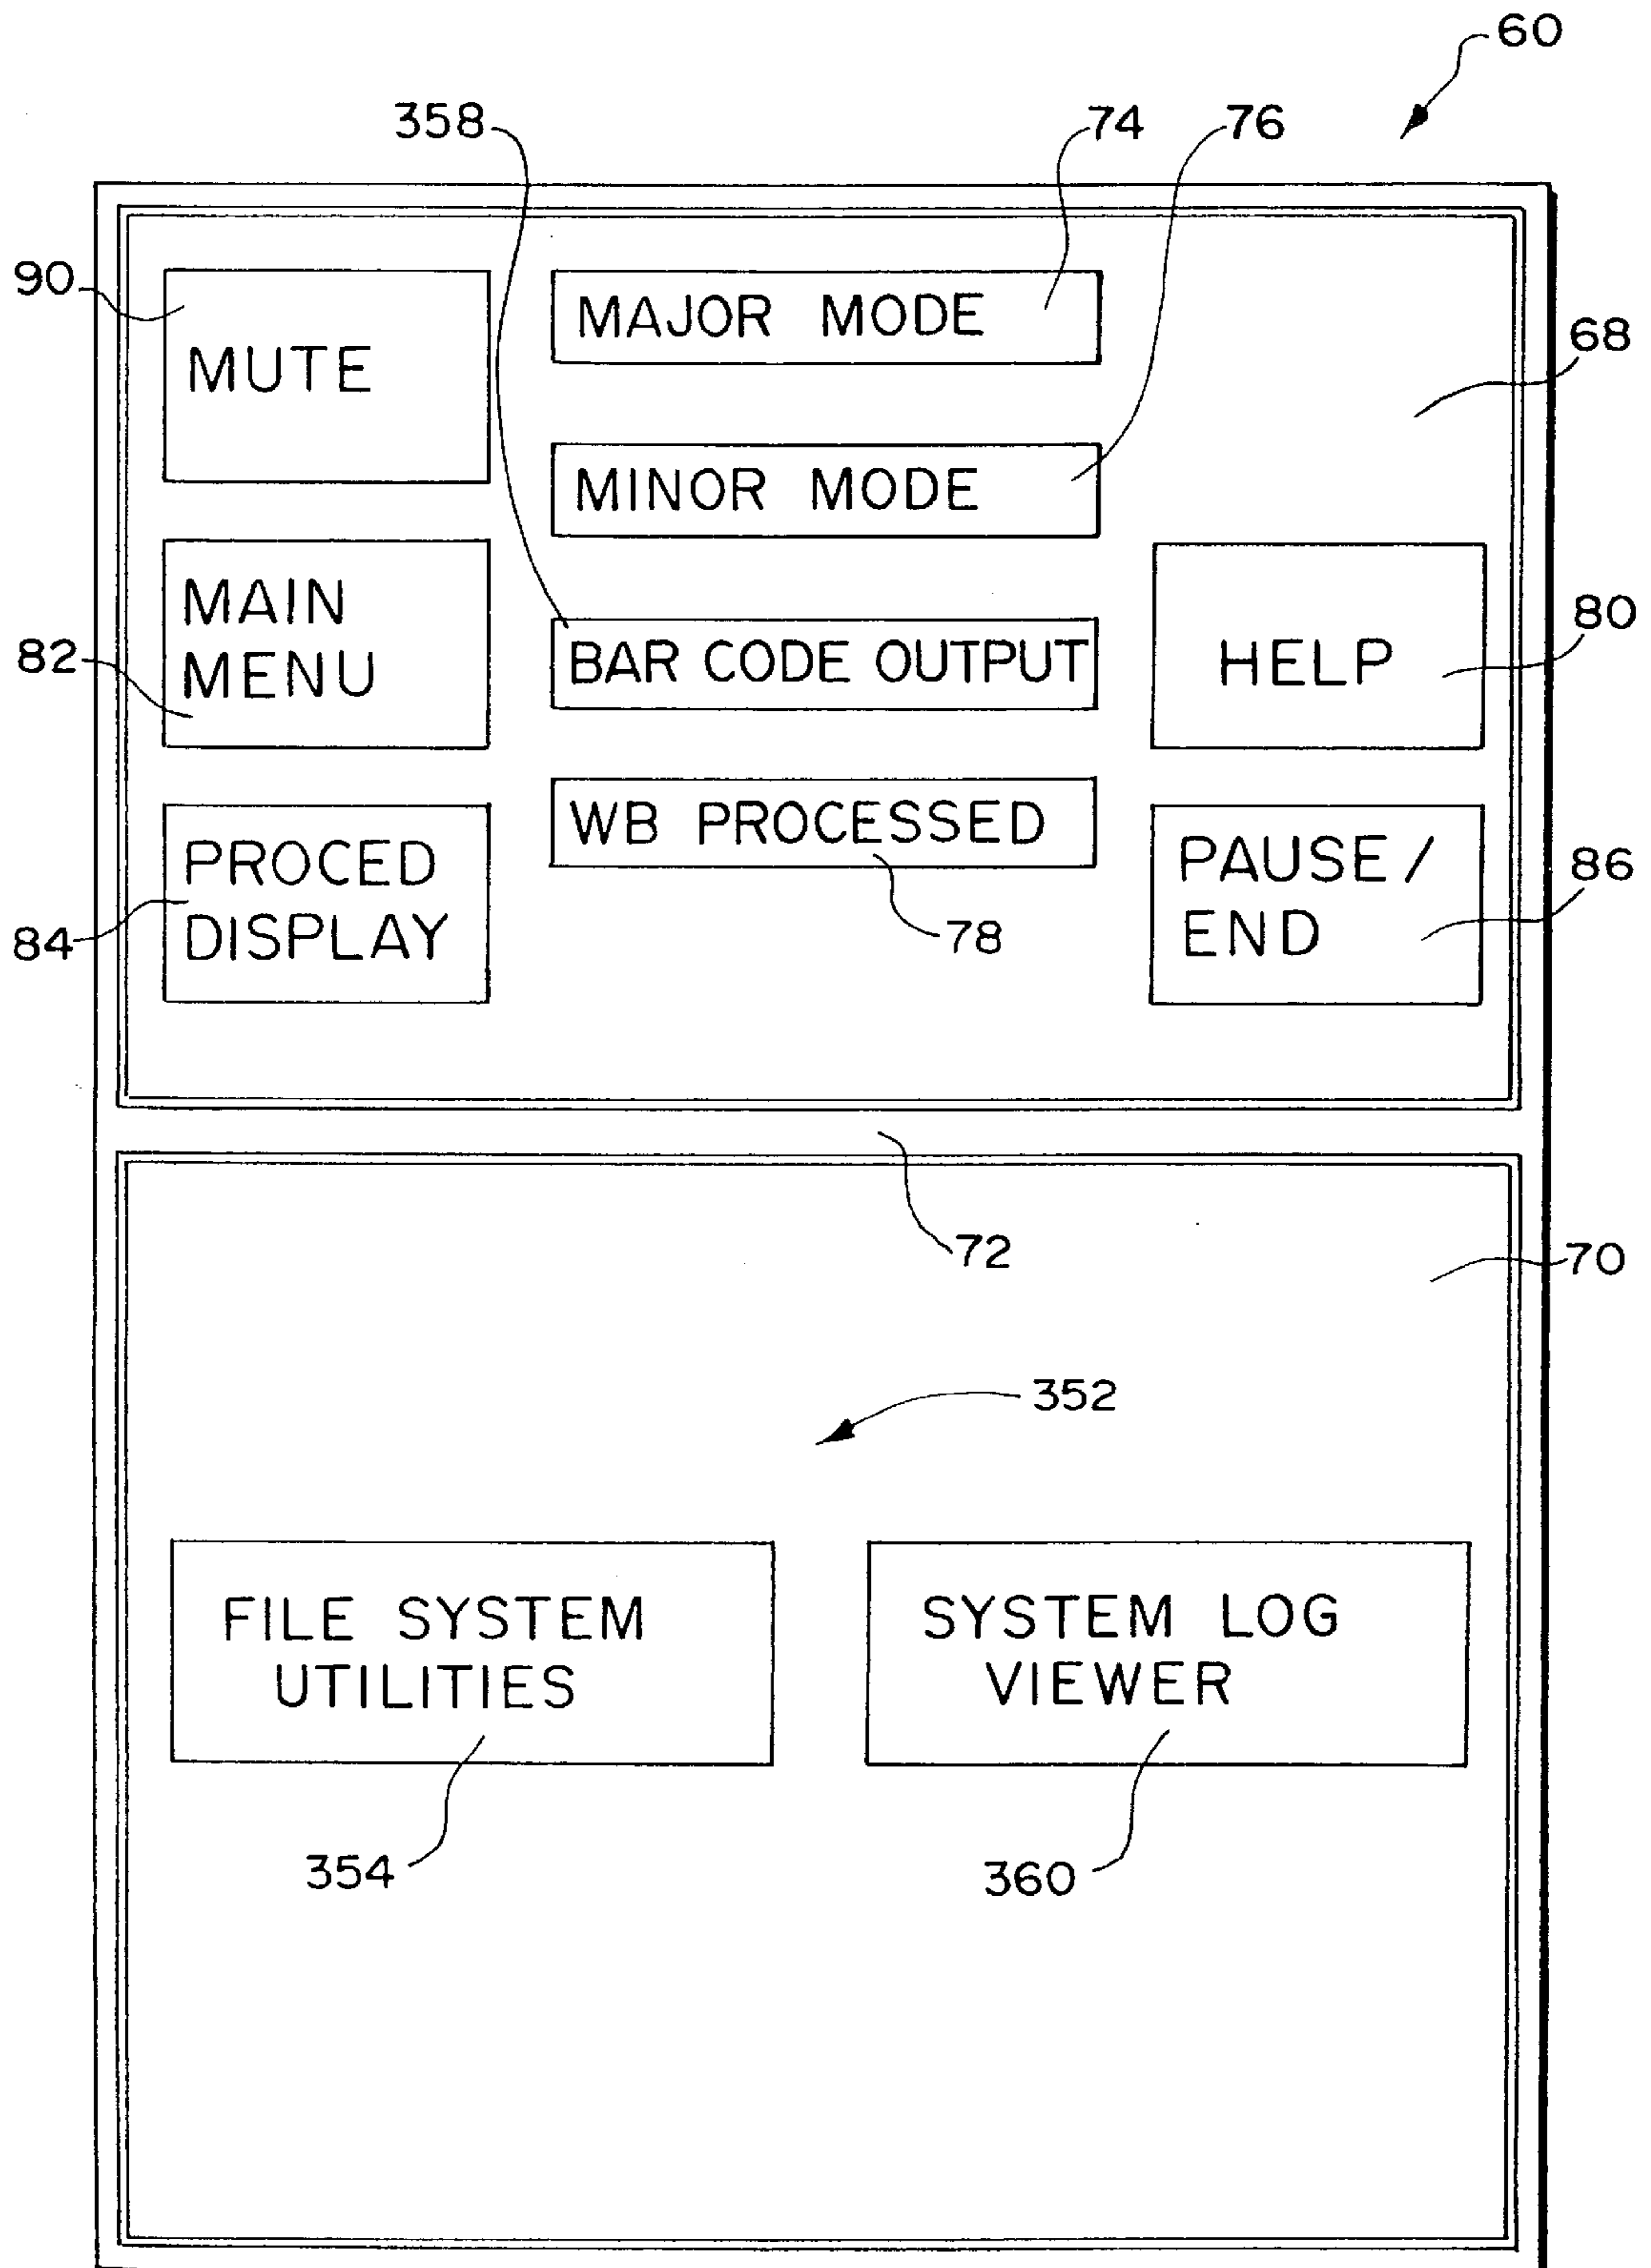 60
358
74
76
90
MUTE
MAJOR MODE
68
MINOR MODE
MAIN
MENU
82
BAR CODE OUTPUT
HELP
80
PROCED
DISPLAY
84
WB PROCESSED
78
PAUSE/
END
86
72
70
352
FILE SYSTEM
UTILITIES
SYSTEM LOG
VIEWER
354
360